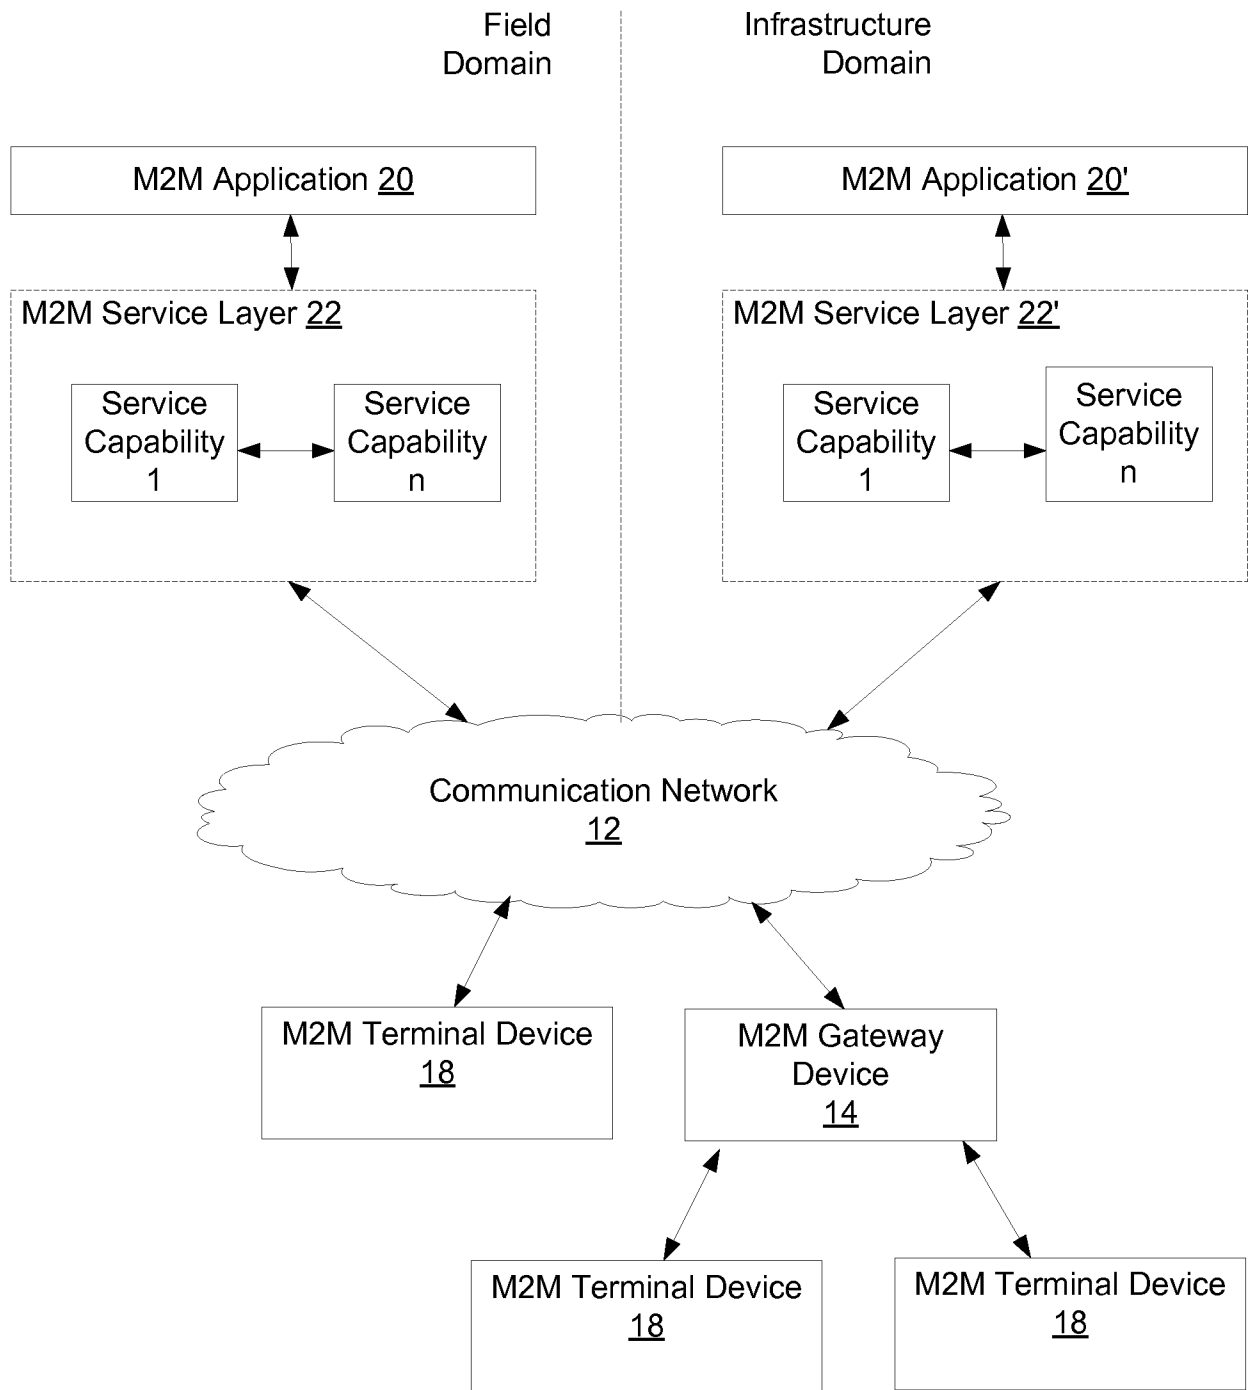 Field
Domain
Infrastructure
Domain
M2M Application 20
M2M Application 20'
M2M Service Layer 22
Service
Capability
1
Service
Capability
n
M2M Service Layer 22'
Service
Capability
1
Service
Capability
n
Communication Network
12
M2M Terminal Device
18
M2M Gateway
Device
14
M2M Terminal Device
18
M2M Terminal Device
18